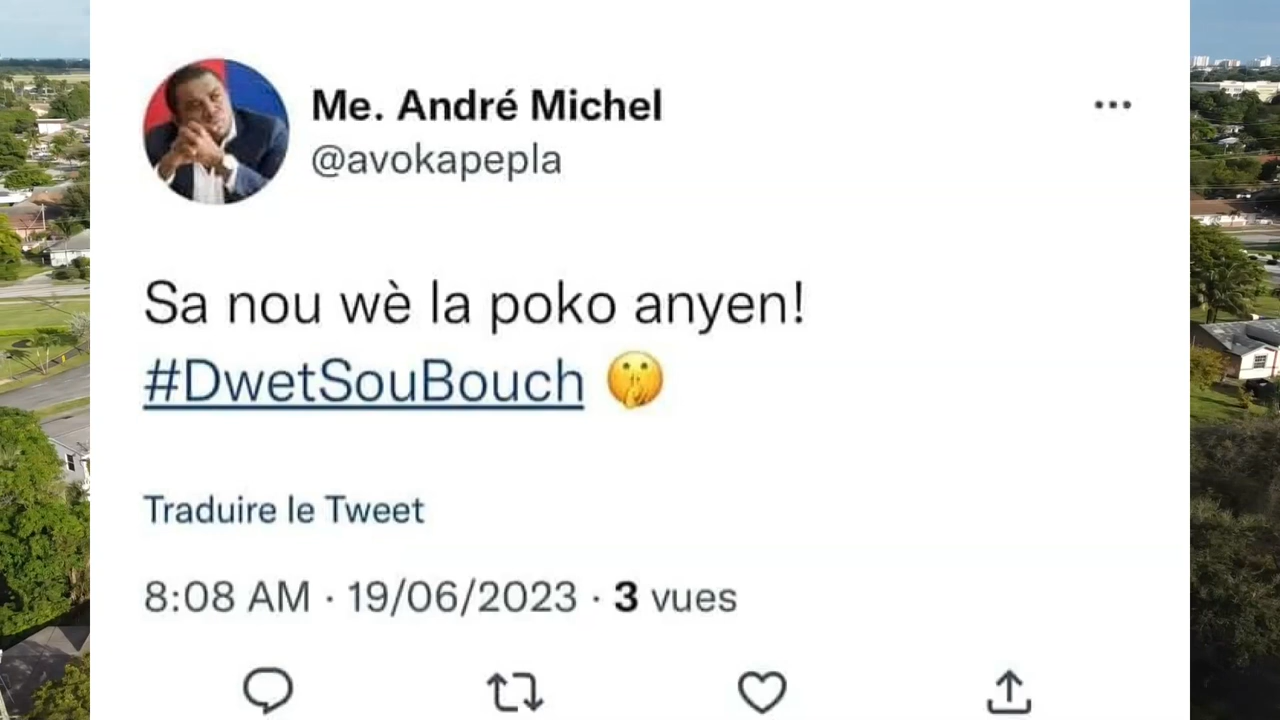 Me. André Michel
@avokapepla
Sa nou wè la poko anyen!
#DwetSouBouch 🤫
Traduire le Tweet
8:08 AM · 19/06/2023 · 3 vues